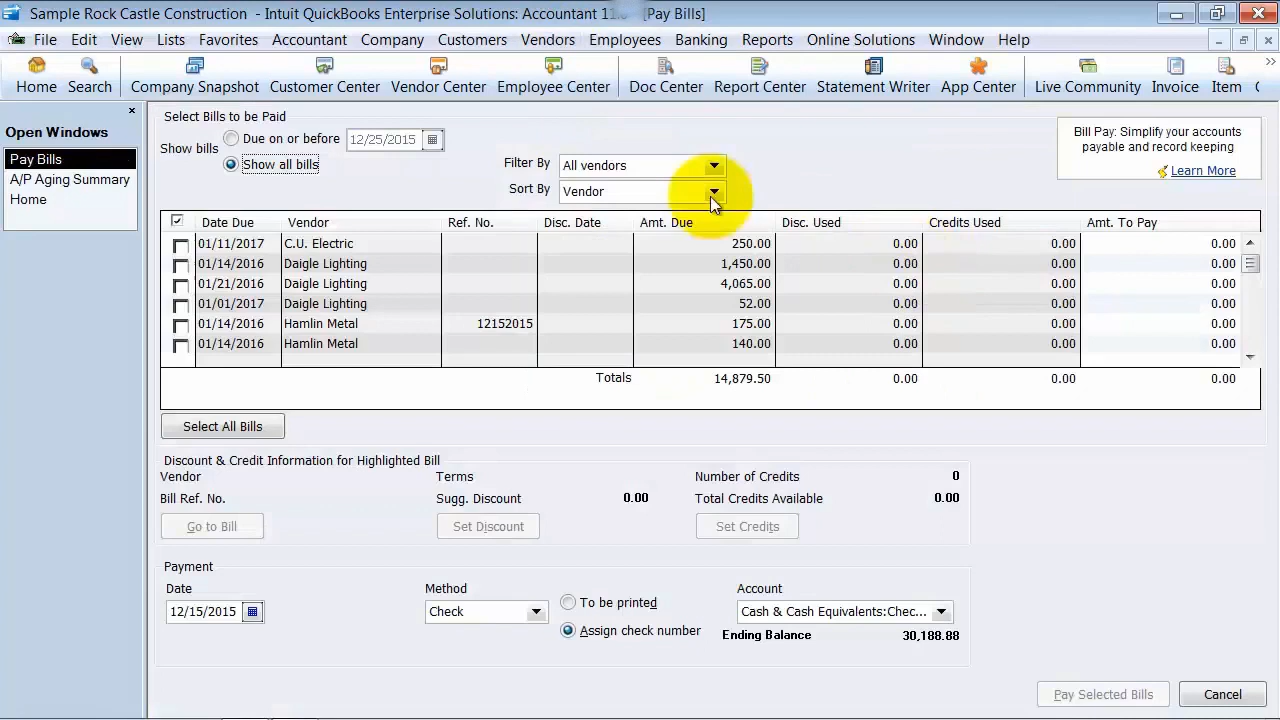 Sample Rock Castle Construction - Intuit QuickBooks Enterprise Solutions: Accountant 11.0 [Pay Bills]
File Edit View Lists Favorites Accountant Company Customers Vendors Employees Banking Reports Online Solutions Window Help
Home Search Company Snapshot Customer Center Vendor Center Employee Center Doc Center Report Center Statement Writer App Center Live Community Invoice Item
Open Windows
Pay Bills
A/P Aging Summary
Home
Select Bills to be Paid
Show bills
Due on or before 12/25/2015
Show all bills
Filter By All vendors
Sort By Vendor
Bill Pay: simplify your accounts
payable and record keeping
Learn More
Date Due Vendor Ref. No. Disc. Date Amt. Due Disc. Used Credits Used Amt. To Pay
01/11/2017 C.U. Electric 250.00 0.00 0.00 0.00
01/14/2016 Daigle Lighting 1,450.00 0.00 0.00 0.00
01/21/2016 Daigle Lighting 4,065.00 0.00 0.00 0.00
01/01/2017 Daigle Lighting 52.00 0.00 0.00 0.00
01/14/2016 Hamlin Metal 12152015 175.00 0.00 0.00 0.00
01/14/2016 Hamlin Metal 140.00 0.00 0.00 0.00
Totals 14,879.50 0.00 0.00 0.00
Select All Bills
Discount & Credit Information for Highlighted Bill
Vendor Terms Number of Credits 0
Bill Ref. No. Sugg. Discount 0.00 Total Credits Available 0.00
Go to Bill Set Discount Set Credits
Payment
Date Method Account
12/15/2015 Check To be printed Cash & Cash Equivalents:Chec...
Assign check number Ending Balance 30,188.88
Pay Selected Bills Cancel